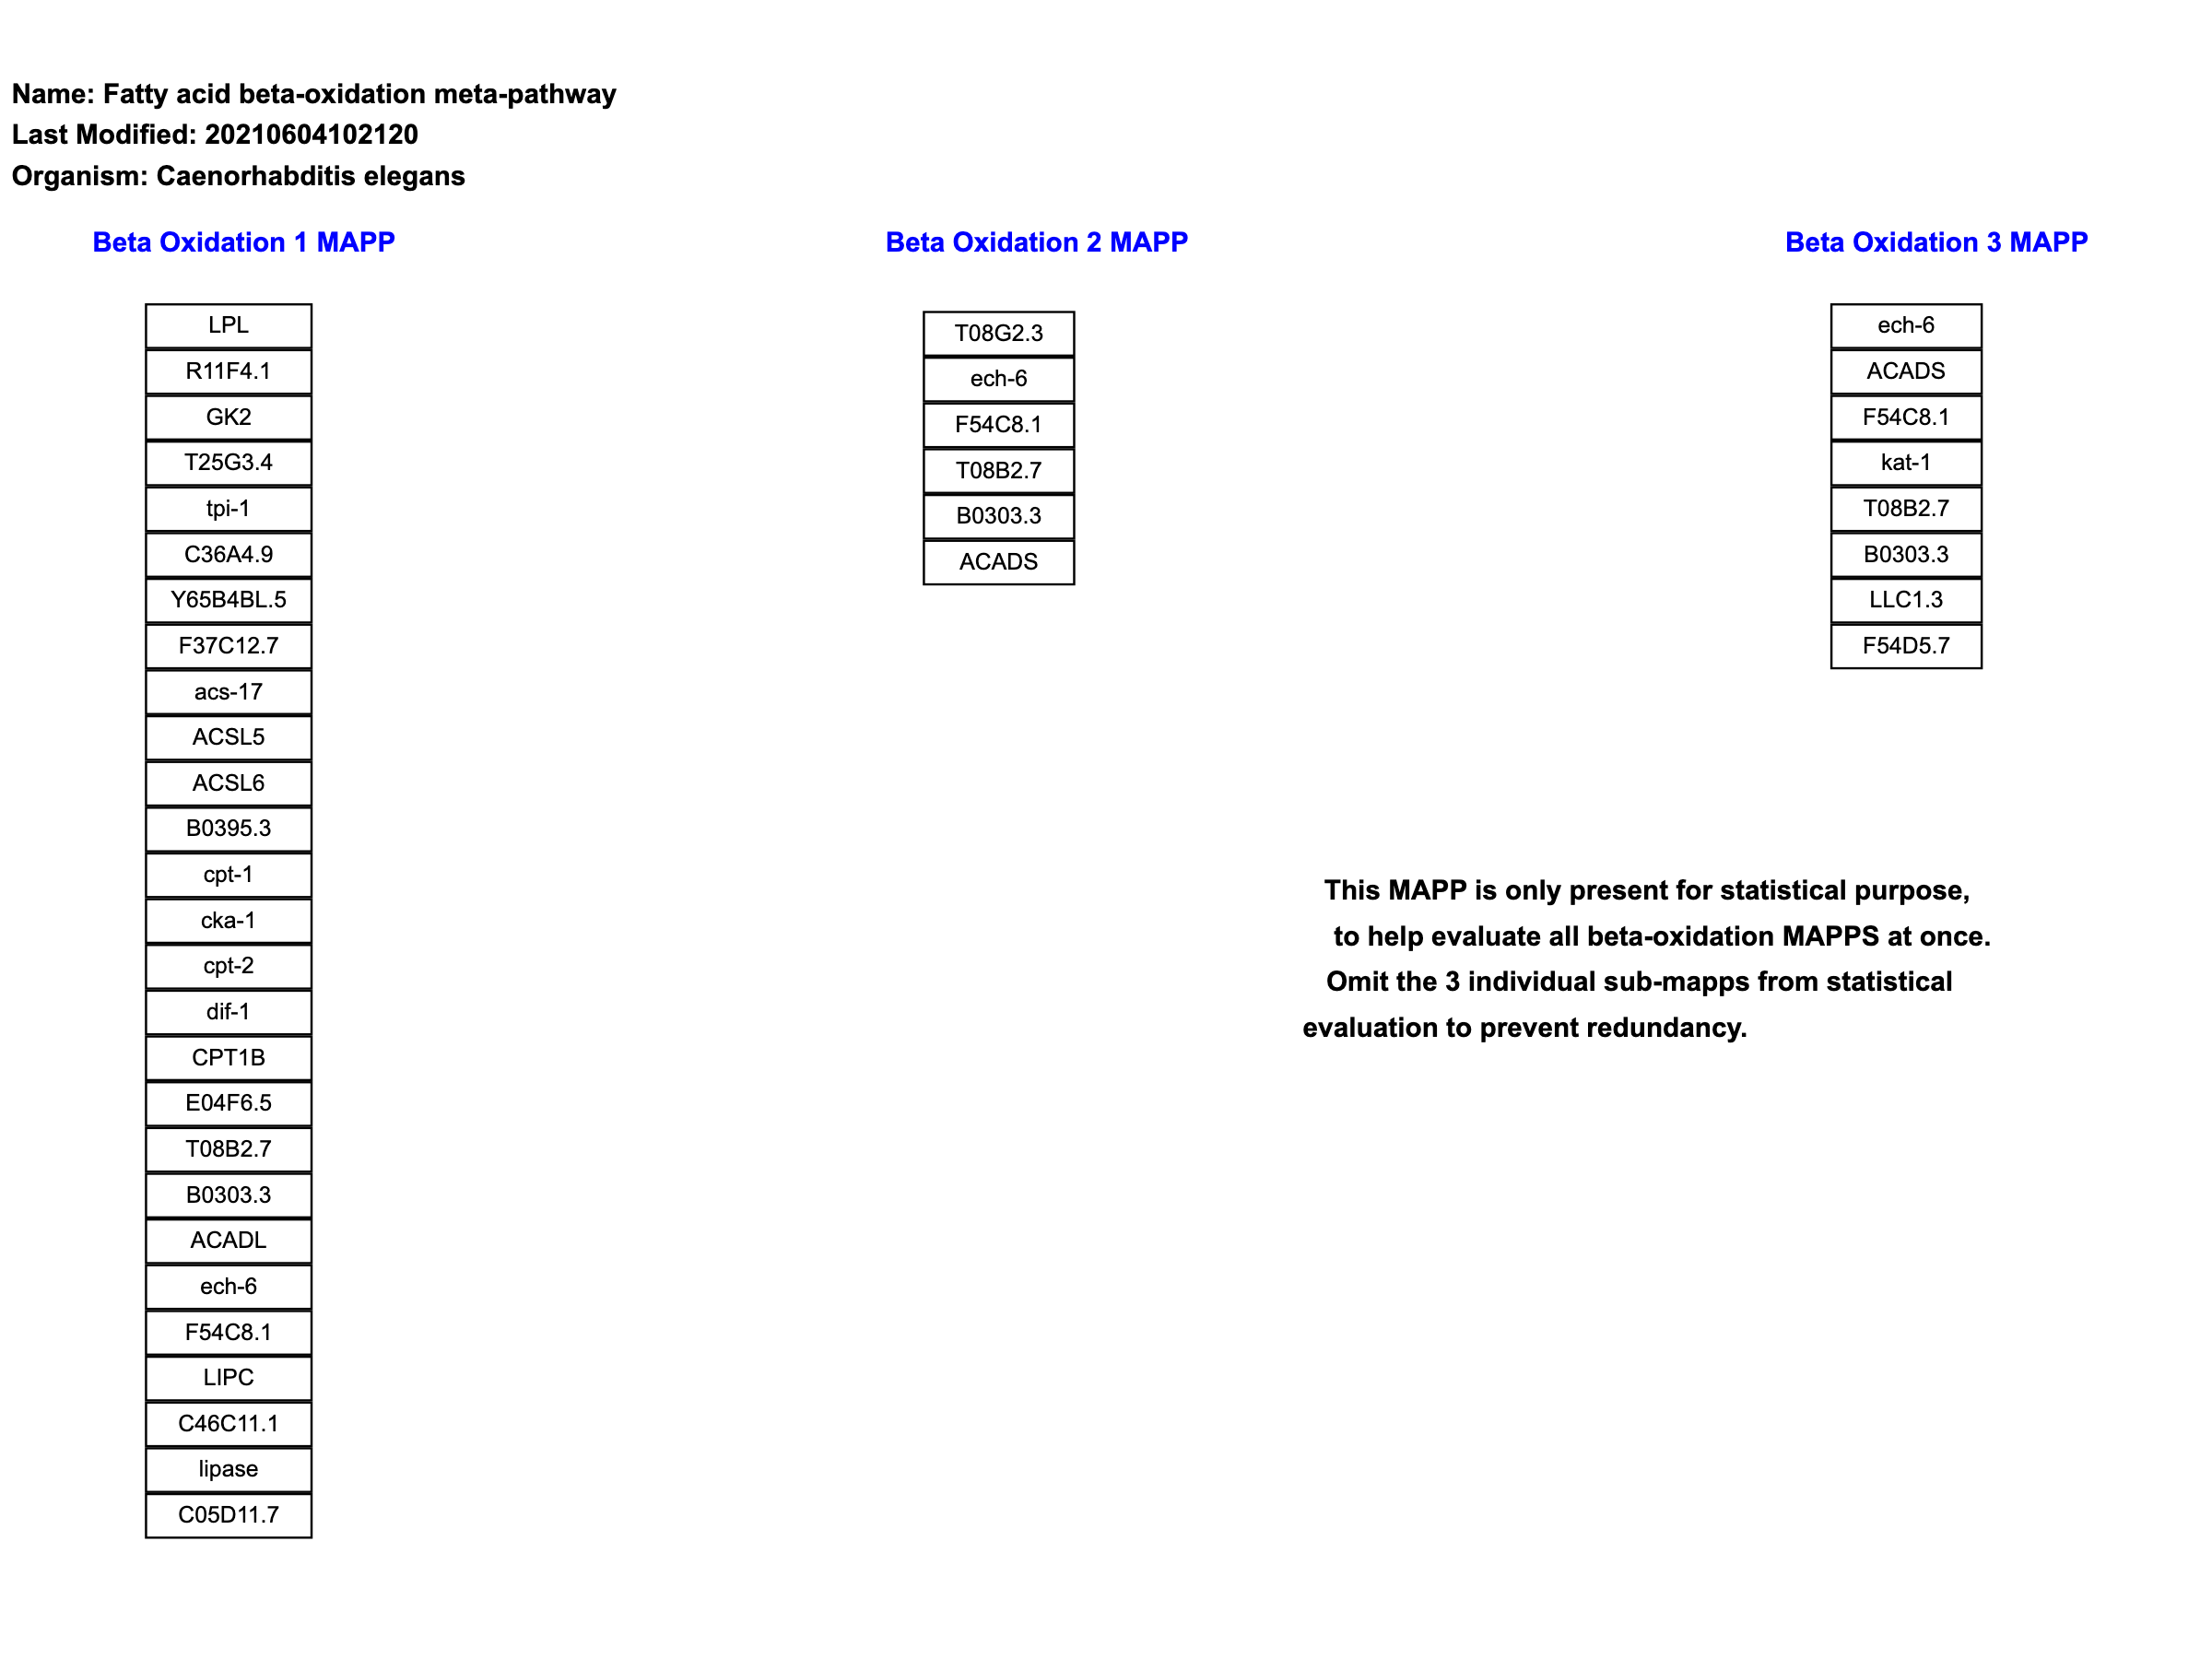 Name: Fatty acid beta-oxidation meta-pathway
Last Modified: 20210604102120
Organism: Caenorhabditis elegans
Beta Oxidation 1 MAPP
LPL
R11F4.1
GK2
T25G3.4
tpi-1
C36A4.9
Y65B4BL.5
F37C12.7
acs-17
ACSL5
ACSL6
B0395.3
cpt-1
cka-1
cpt-2
dif-1
CPT1B
E04F6.5
T08B2.7
B0303.3
ACADL
ech-6
F54C8.1
LIPC
C46C11.1
lipase
C05D11.7
Beta Oxidation 2 MAPP
T08G2.3
ech-6
F54C8.1
T08B2.7
B0303.3
ACADS
Beta Oxidation 3 MAPP
ech-6
ACADS
F54C8.1
kat-1
T08B2.7
B0303.3
LLC1.3
F54D5.7
This MAPP is only present for statistical purpose,
to help evaluate all beta-oxidation MAPPS at once.
Omit the 3 individual sub-mapps from statistical
evaluation to prevent redundancy.